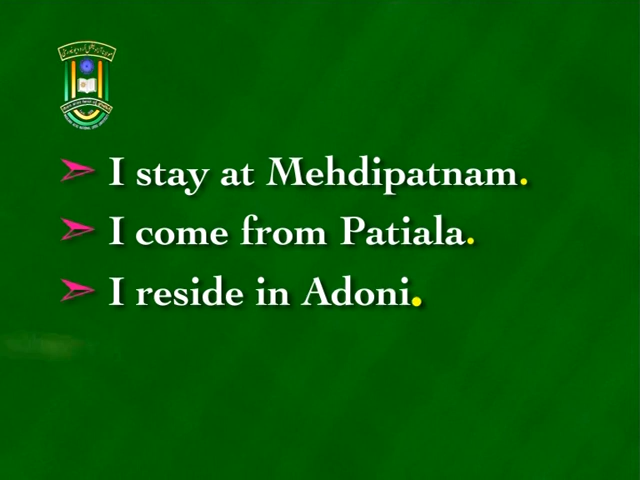 I stay at Mehdipatnam.
I come from Patiala.
I reside in Adoni.